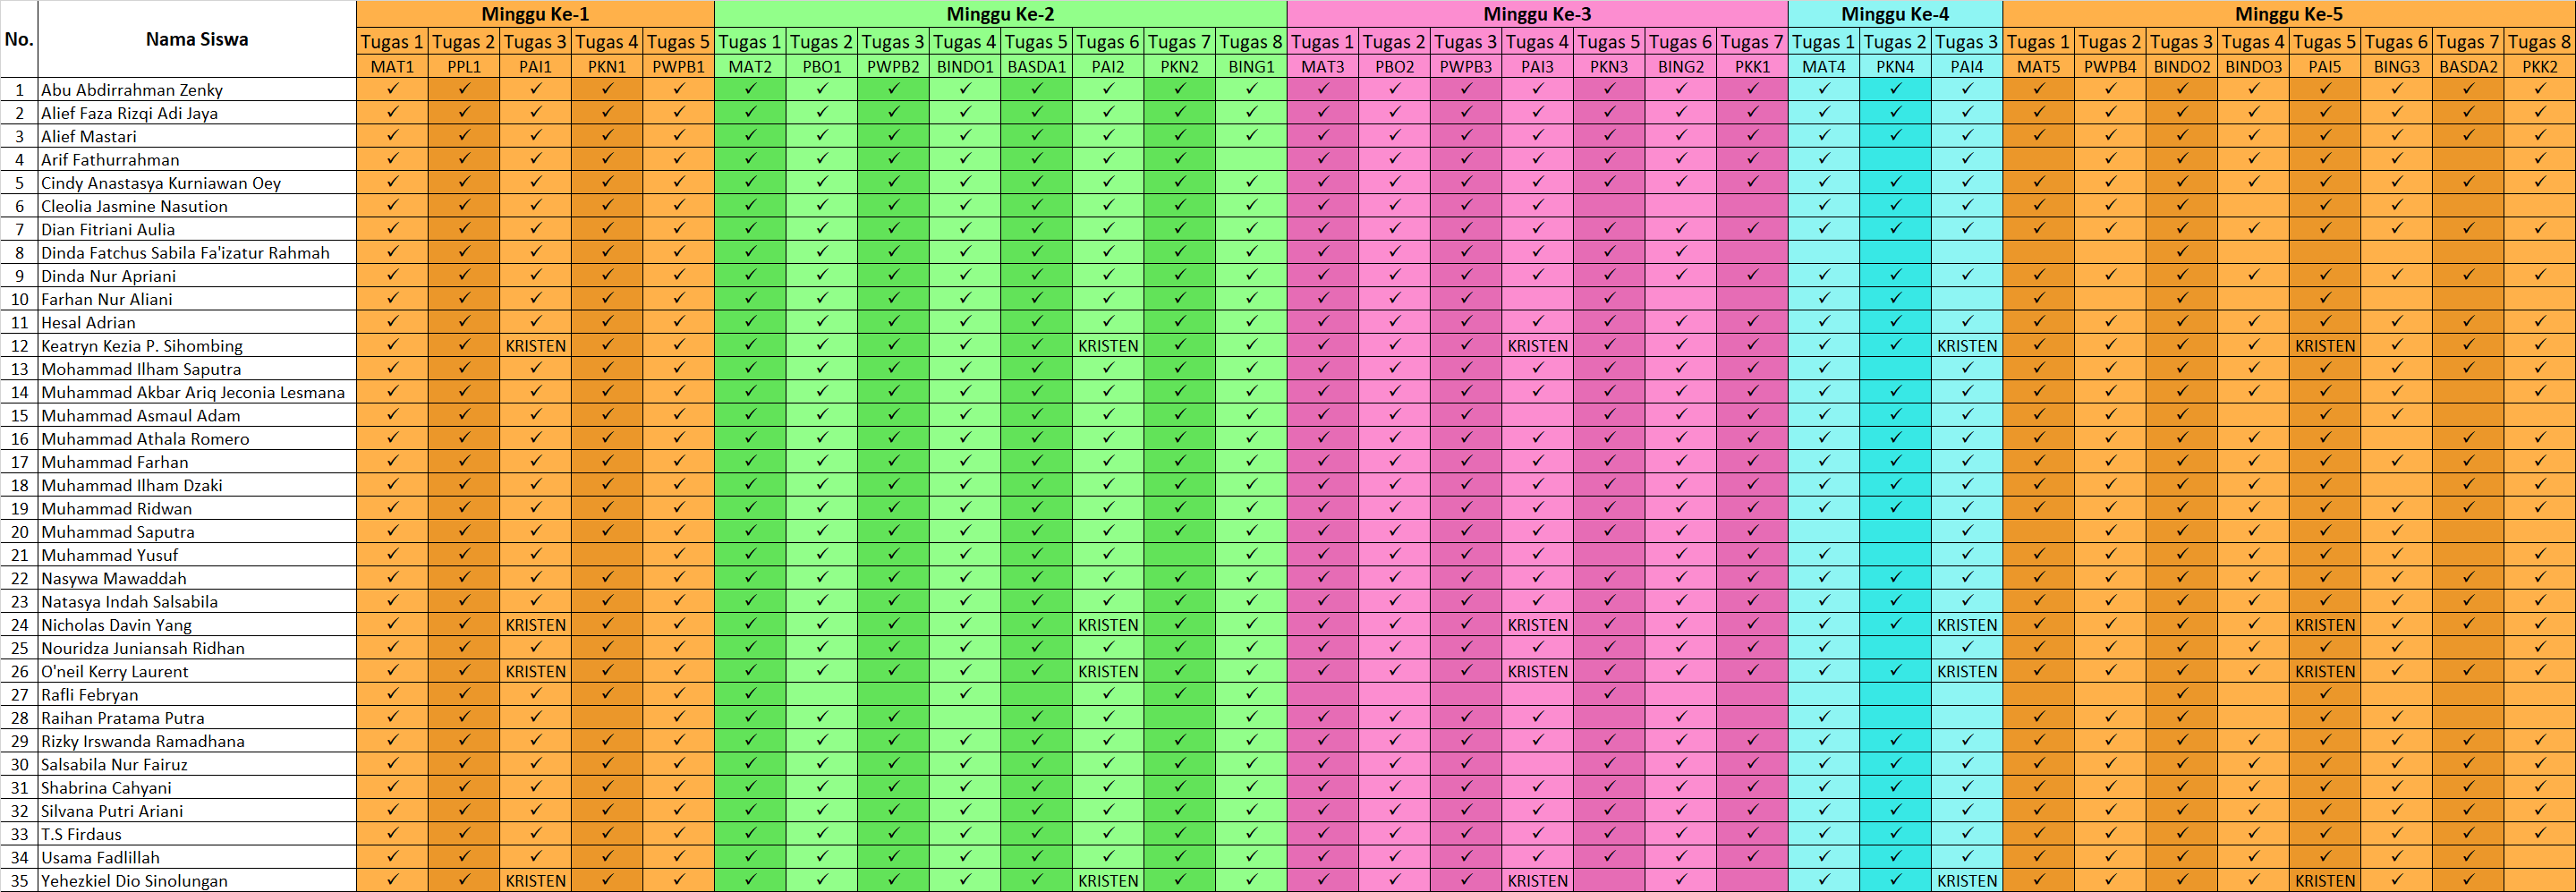 No. Nama Siswa Minggu Ke-1 Minggu Ke-2 Minggu Ke-3 Minggu Ke-4 Minggu Ke-5
Tugas 1 Tugas 2 Tugas 3 Tugas 4 Tugas 5 Tugas 1 Tugas 2 Tugas 3 Tugas 4 Tugas 5 Tugas 6 Tugas 7 Tugas 8 Tugas 1 Tugas 2 Tugas 3 Tugas 4 Tugas 5 Tugas 6 Tugas 7 Tugas 1 Tugas 2 Tugas 3 Tugas 1 Tugas 2 Tugas 3 Tugas 4 Tugas 5 Tugas 6 Tugas 7 Tugas 8
MAT1 PPL1 PAI1 PKN1 PWPB1 MAT2 PBO1 PWPB2 BINDO1 BASDA1 PAI2 PKN2 BING1 MAT3 PBO2 PWPB3 PAI3 PKN3 BING2 PKK1 MAT4 PKN4 PAI4 MAT5 PWPB4 BINDO2 BINDO3 PAI5 BING3 BASDA2 PKK2
1 Abu Abdirrahman Zenky
2 Alief Faza Rizqi Adi Jaya
3 Alief Mastari
4 Arif Fathurrahman
5 Cindy Anastasya Kurniawan Oey
6 Cleolia Jasmine Nasution
7 Dian Fitriani Aulia
8 Dinda Fatchus Sabila Fa'izatur Rahmah
9 Dinda Nur Apriani
10 Farhan Nur Aliani
11 Hesal Adrian
12 Keatryn Kezia P. Sihombing KRISTEN KRISTEN KRISTEN KRISTEN KRISTEN
13 Mohammad Ilham Saputra
14 Muhammad Akbar Ariq Jeconia Lesmana
15 Muhammad Asmaul Adam
16 Muhammad Athala Romero
17 Muhammad Farhan
18 Muhammad Ilham Dzaki
19 Muhammad Ridwan
20 Muhammad Saputra
21 Muhammad Yusuf
22 Nasywa Mawaddah
23 Natasya Indah Salsabila
24 Nicholas Davin Yang KRISTEN KRISTEN KRISTEN KRISTEN KRISTEN
25 Nouridza Juniansah Ridhan
26 O'neil Kerry Laurent KRISTEN KRISTEN KRISTEN KRISTEN KRISTEN
27 Rafli Febryan
28 Raihan Pratama Putra
29 Rizky Irswanda Ramadhana
30 Salsabila Nur Fairuz
31 Shabrina Cahyani
32 Silvana Putri Ariani
33 T.S Firdaus
34 Usama Fadlillah
35 Yehezkiel Dio Sinolungan KRISTEN KRISTEN KRISTEN KRISTEN KRISTEN